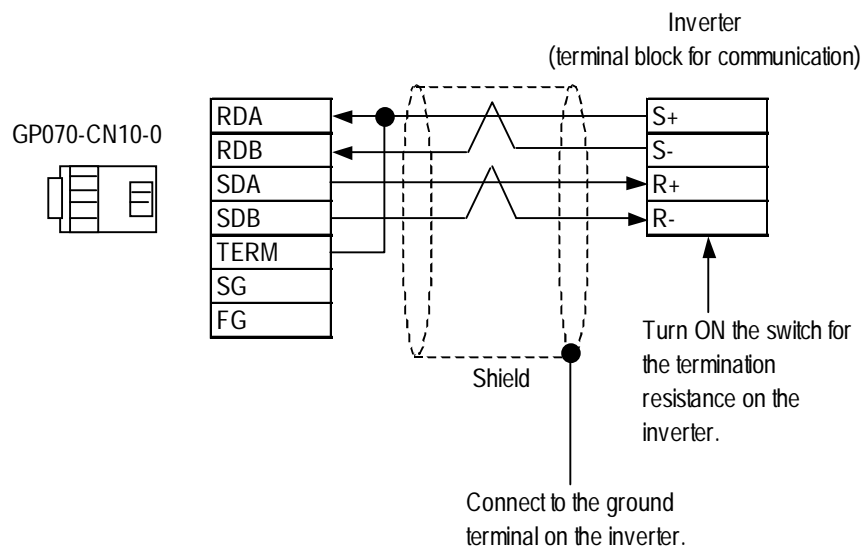 Inverter
(terminal block for communication)
GP070-CN10-0
RDA
RDB
SDA
SDB
TERM
SG
FG
S+
S-
R+
R-
Shield
Turn ON the switch for
the termination
resistance on the
inverter.
Connect to the ground
terminal on the inverter.